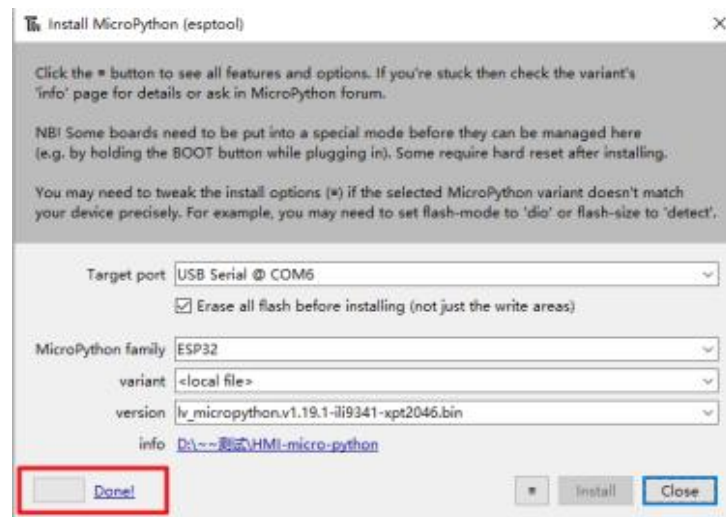 Install MicroPython (esptool)
Click the ≡ button to see all features and options. If you're stuck then check the variant's
'info' page for details or ask in MicroPython forum.
NB! Some boards need to be put into a special mode before they can be managed here
(e.g. by holding the BOOT button while plugging in). Some require hard reset after installing.
You may need to tweak the install options (≡) if the selected MicroPython variant doesn't match
your device precisely. For example, you may need to set flash-mode to 'dio' or flash-size to 'detect'.
Target port USB Serial @ COM6
Erase all flash before installing (not just the write areas)
MicroPython family ESP32
variant <local file>
version lv_micropython.v1.19.1-ili9341-xpt2046.bin
info D:\~~测试\HMI-micro-python
Done! ≡ Install Close